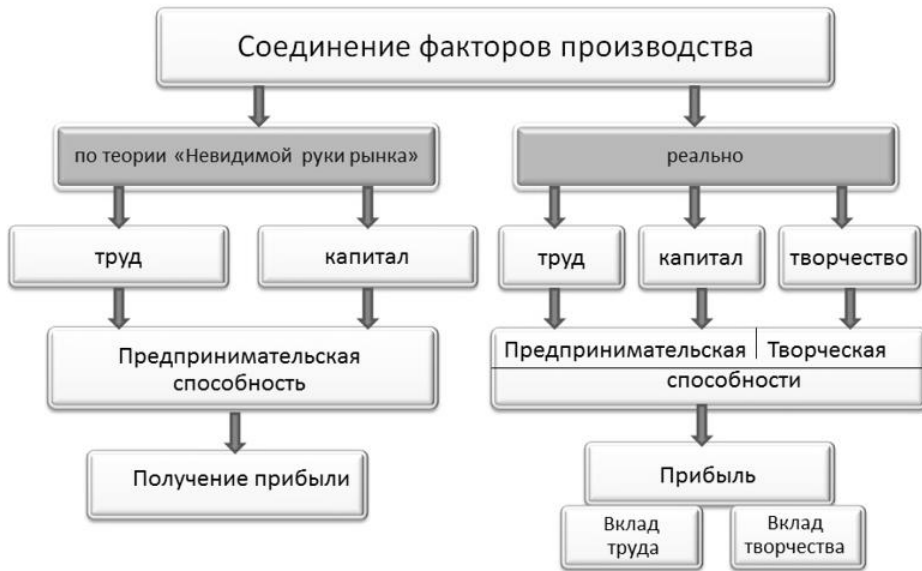 Соединение факторов производства
по теории «Невидимой руки рынка»
реально
труд
капитал
труд
капитал
творчество
Предпринимательская
способность
Предпринимательская
Творческая
способности
Получение прибыли
Прибыль
Вклад
труда
Вклад
творчества